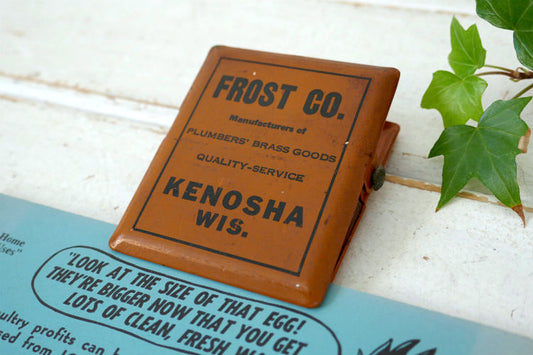 FROST CO.
Manufacturers of
PLUMBERS' BRASS GOODS
QUALITY-SERVICE
KENOSHA
WIS.
Home
"LOOK AT THE SIZE OF THAT EGG!
THEY'RE BIGGER NOW THAT YOU GET
LOTS OF CLEAN, FRESH
profits can
from